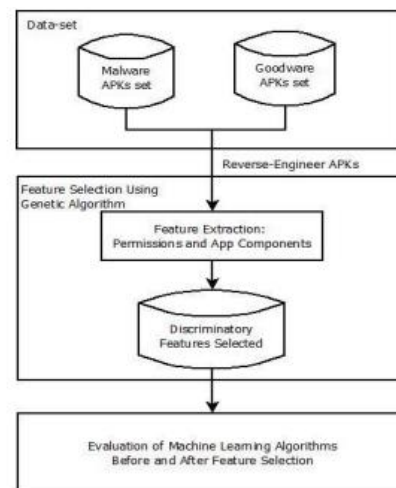 Data-set
Malware
APKs set
Goodware
APKs set
Reverse-Engineer APKs
Feature Selection Using
Genetic Algorithm
Feature Extraction:
Permissions and App Components
Discriminatory
Features Selected
Evaluation of Machine Learning Algorithms
Before and After Feature Selection